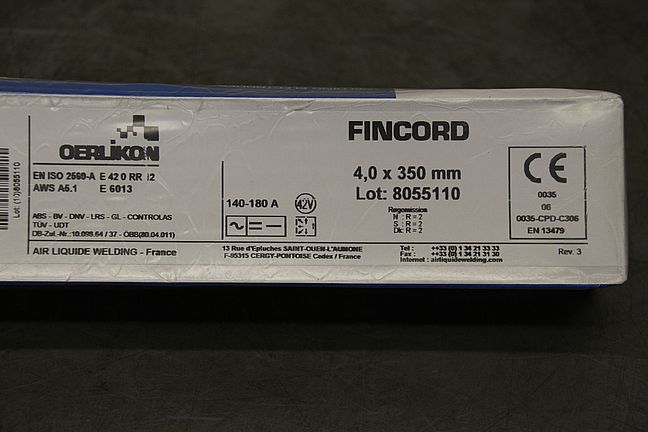 (10)8055110
OERLIKON
EN ISO 2560-A E 42 0 RR 12
AWS A5.1 E 6013
ABS - BV - DNV - LRS - GL - CONTROLAS
TÜV - UDT
DB-Zul.-Nr.:10.098.64 / 37 - ÖBB(30.04.011)
AIR LIQUIDE WELDING - France
140-180 A
42V
13 Rue d'Epluches SAINT-OUEN-L'AUMONE
F-95315 CERGY-PONTOISE Cedex / France
FINCORD
4,0 x 350 mm
Lot: 8055110
N : R = 2
S : R = 2
Dk: R = 2
Tel : +33 (0) 1 34 21 33 33
Fax : +33 (0) 1 34 21 31 30
Internet : airliquidewelding.com
CE
0035
06
0035-CPD-C306
EN 13479
Rev. 3